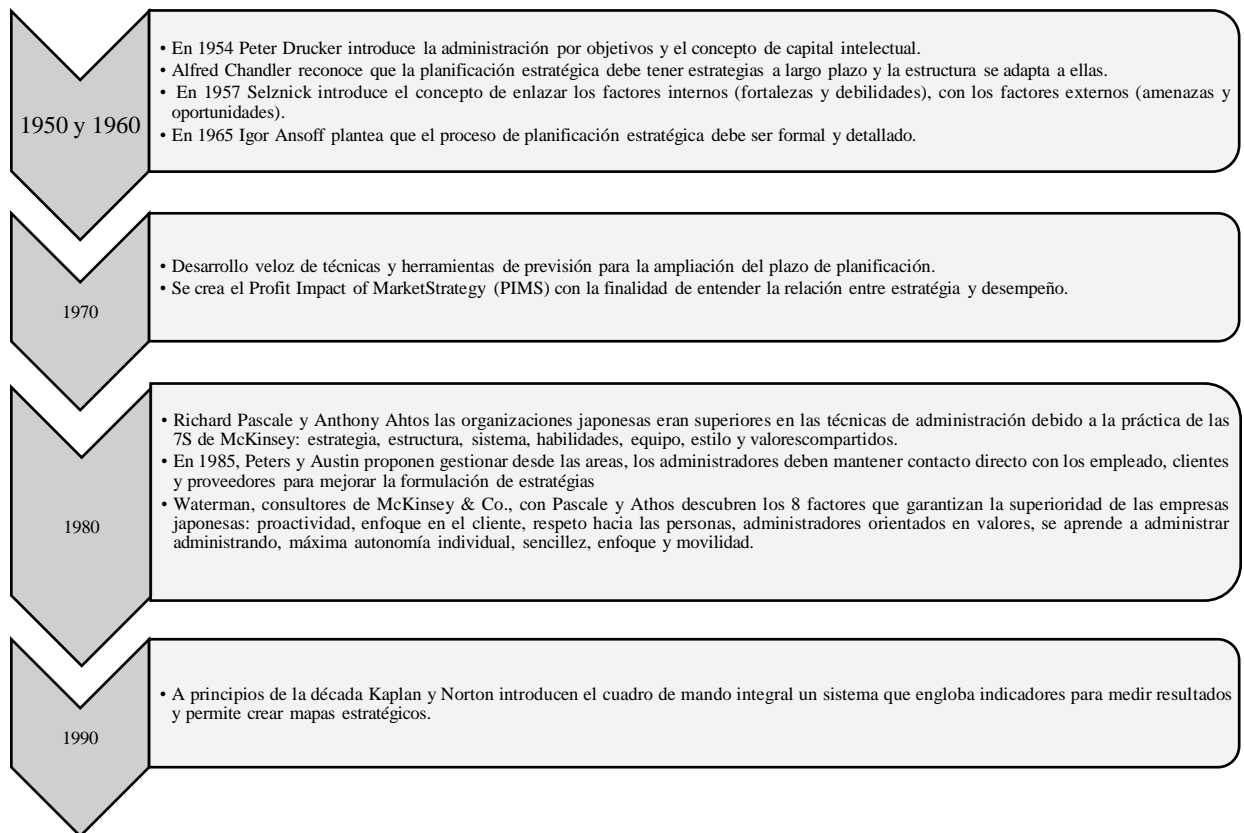 1950 y 1960
• En 1954 Peter Drucker introduce la administración por objetivos y el concepto de capital intelectual.
• Alfred Chandler reconoce que la planificación estratégica debe tener estrategias a largo plazo y la estructura se adapta a ellas.
• En 1957 Selznick introduce el concepto de enlazar los factores internos (fortalezas y debilidades), con los factores externos (amenazas y
oportunidades).
• En 1965 Igor Ansoff plantea que el proceso de planificación estratégica debe ser formal y detallado.
1970
• Desarrollo veloz de técnicas y herramientas de previsión para la ampliación del plazo de planificación.
• Se crea el Profit Impact of MarketStrategy (PIMS) con la finalidad de entender la relación entre estratégia y desempeño.
1980
• Richard Pascale y Anthony Ahtos las organizaciones japonesas eran superiores en las técnicas de administración debido a la práctica de las
7S de McKinsey: estrategia, estructura, sistema, habilidades, equipo, estilo y valorescompartidos.
• En 1985, Peters y Austin proponen gestionar desde las areas, los administradores deben mantener contacto directo con los empleado, clientes
y proveedores para mejorar la formulación de estratégias
• Waterman, consultores de McKinsey & Co., con Pascale y Athos descubren los 8 factores que garantizan la superioridad de las empresas
japonesas: proactividad, enfoque en el cliente, respeto hacia las personas, administradores orientados en valores, se aprende a administrar
administrando, máxima autonomía individual, sencillez, enfoque y movilidad.
1990
• A principios de la década Kaplan y Norton introducen el cuadro de mando integral un sistema que engloba indicadores para medir resultados
y permite crear mapas estratégicos.